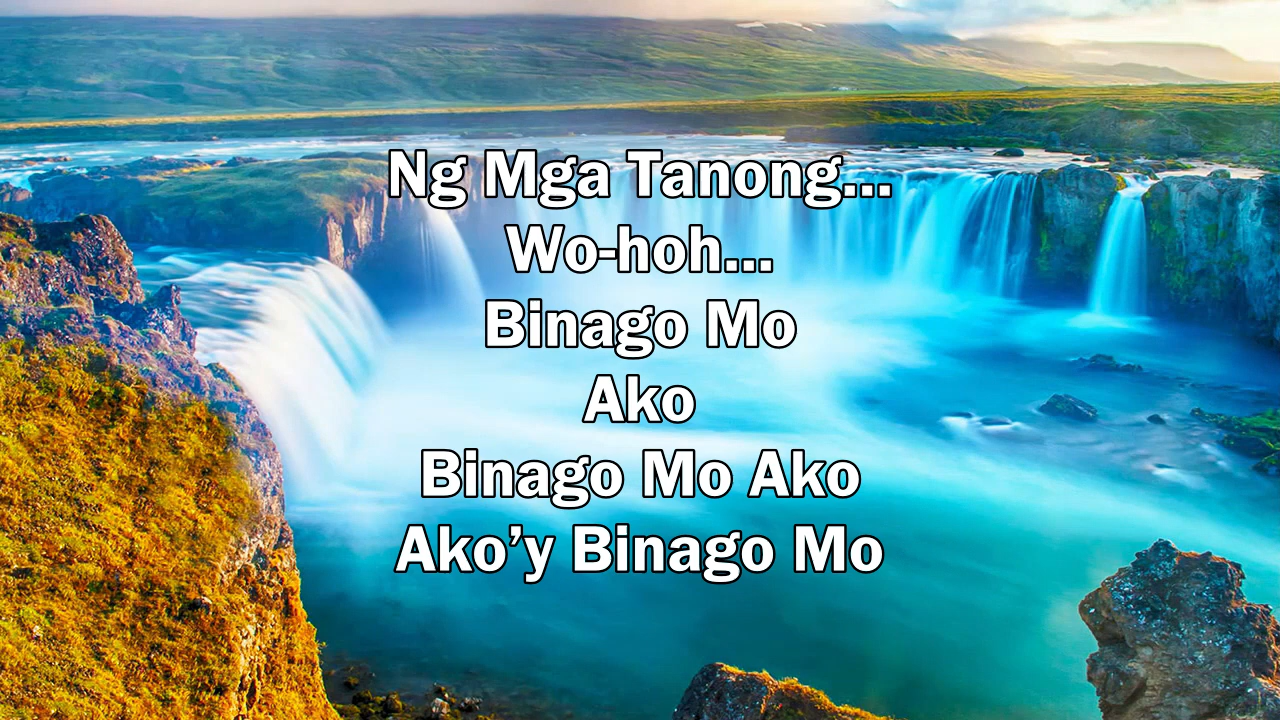 Ng Mga Tanong...
Wo-hoh...
Binago Mo
Ako
Binago Mo Ako
Ako’y Binago Mo